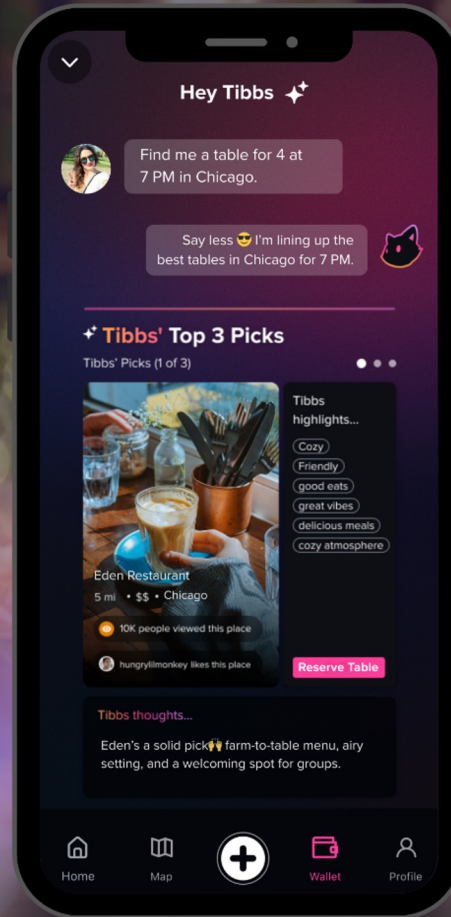 Hey Tibbs
Find me a table for 4 at
7 PM in Chicago.
Say less 😎 I'm lining up the
best tables in Chicago for 7 PM.
Tibbs' Top 3 Picks
Tibbs' Picks (1 of 3)
Tibbs
highlights...
Cozy
Friendly
good eats
great vibes
delicious meals
cozy atmosphere
Eden Restaurant
5 mi • $$ • Chicago
10K people viewed this place
hungrylilmonkey likes this place
Reserve Table
Tibbs thoughts...
Eden's a solid pick🙌 farm-to-table menu, airy
setting, and a welcoming spot for groups.
Home
Map
Wallet
Profile